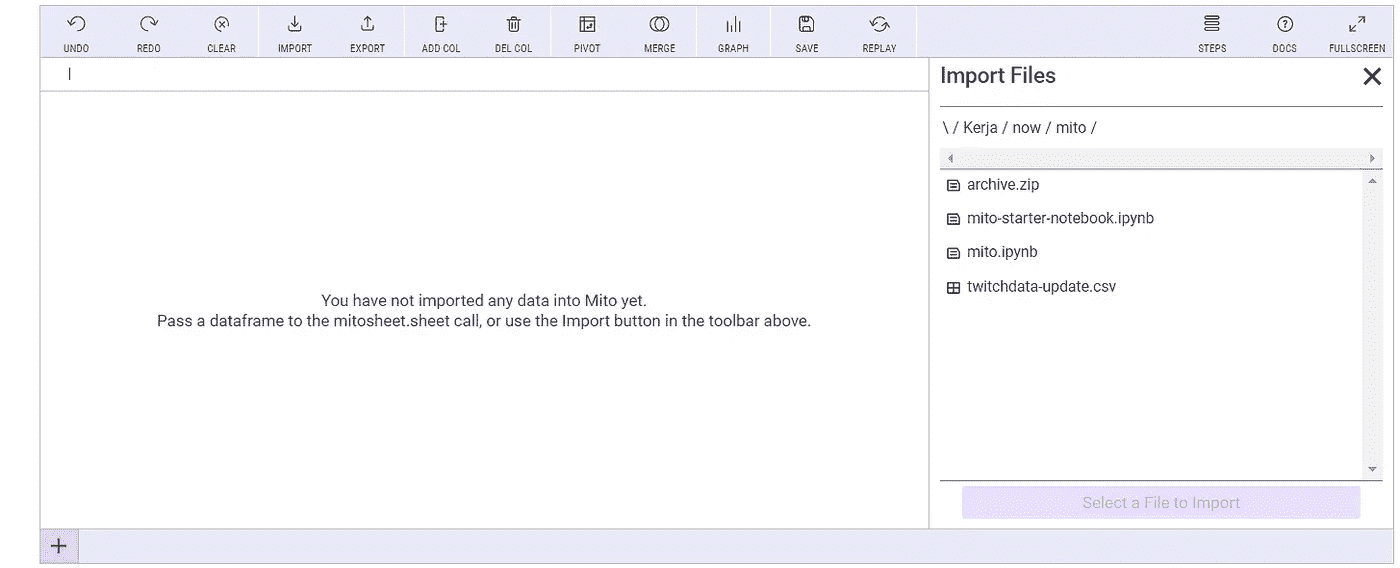 UNDO REDO CLEAR IMPORT EXPORT ADD COL DEL COL PIVOT MERGE GRAPH SAVE REPLAY STEPS DOCS FULLSCREEN
Import Files
\ / Kerja / now / mito /
archive.zip
mito-starter-notebook.ipynb
mito.ipynb
twitchdata-update.csv
You have not imported any data into Mito yet.
Pass a dataframe to the mitosheet.sheet call, or use the Import button in the toolbar above.
Select a File to Import